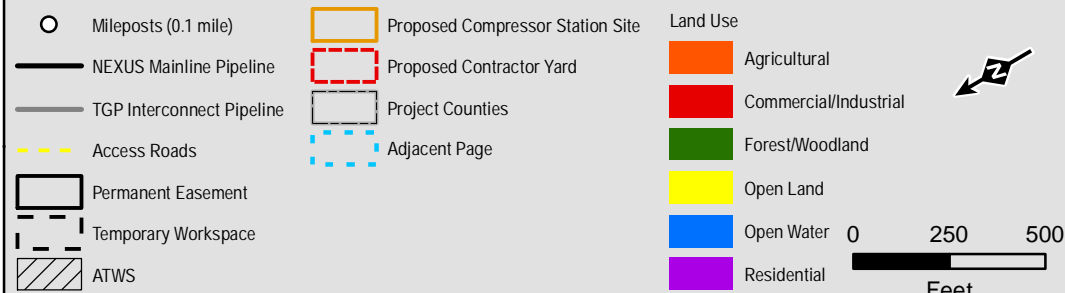 Mileposts (0.1 mile)
NEXUS Mainline Pipeline
TGP Interconnect Pipeline
Access Roads
Permanent Easement
Temporary Workspace
ATWS
Proposed Compressor Station Site
Proposed Contractor Yard
Project Counties
Adjacent Page
Land Use
Agricultural
Commercial/Industrial
Forest/Woodland
Open Land
Open Water
Residential
N
0 250 500
Feet